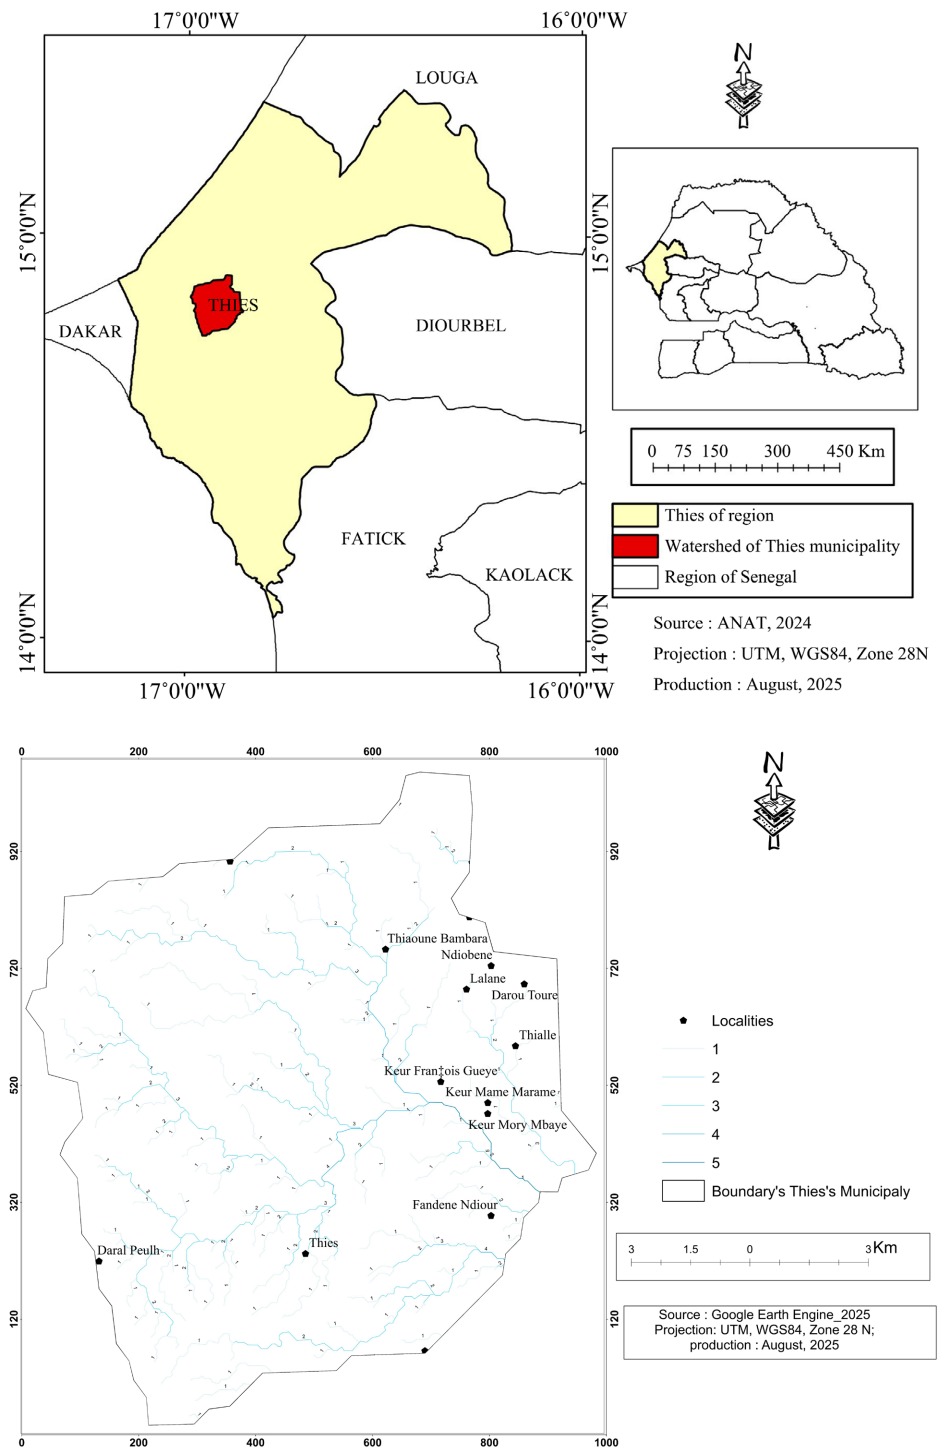 17°0'0"W
16°0'0"W
N
LOUGA
15°0'0"N
15°0'0"N
THIES
DAKAR
DIOURBEL
0 75 150 300 450 Km
Thies of region
FATICK
Watershed of Thies municipality
KAOLACK
Region of Senegal
14°0'0"N
14°0'0"N
Source : ANAT, 2024
Projection : UTM, WGS84, Zone 28N
Production : August, 2025
17°0'0"W
16°0'0"W
0 200 400 600 800 1000
N
920
920
Thiaoune Bambara
Ndiobene
720
720
Lalane
Darou Toure
Localities
Thialle
1
Keur Fran‡ois Gueye
2
520
520
Keur Mame Marame
3
Keur Mory Mbaye
4
5
Boundary's Thies's Municipaly
320
320
Fandene Ndiour
Thies
Daral Peulh
3 1.5 0 3 Km
120
120
Source : Google Earth Engine_2025
Projection: UTM, WGS84, Zone 28 N;
production : August, 2025
0 200 400 600 800 1000